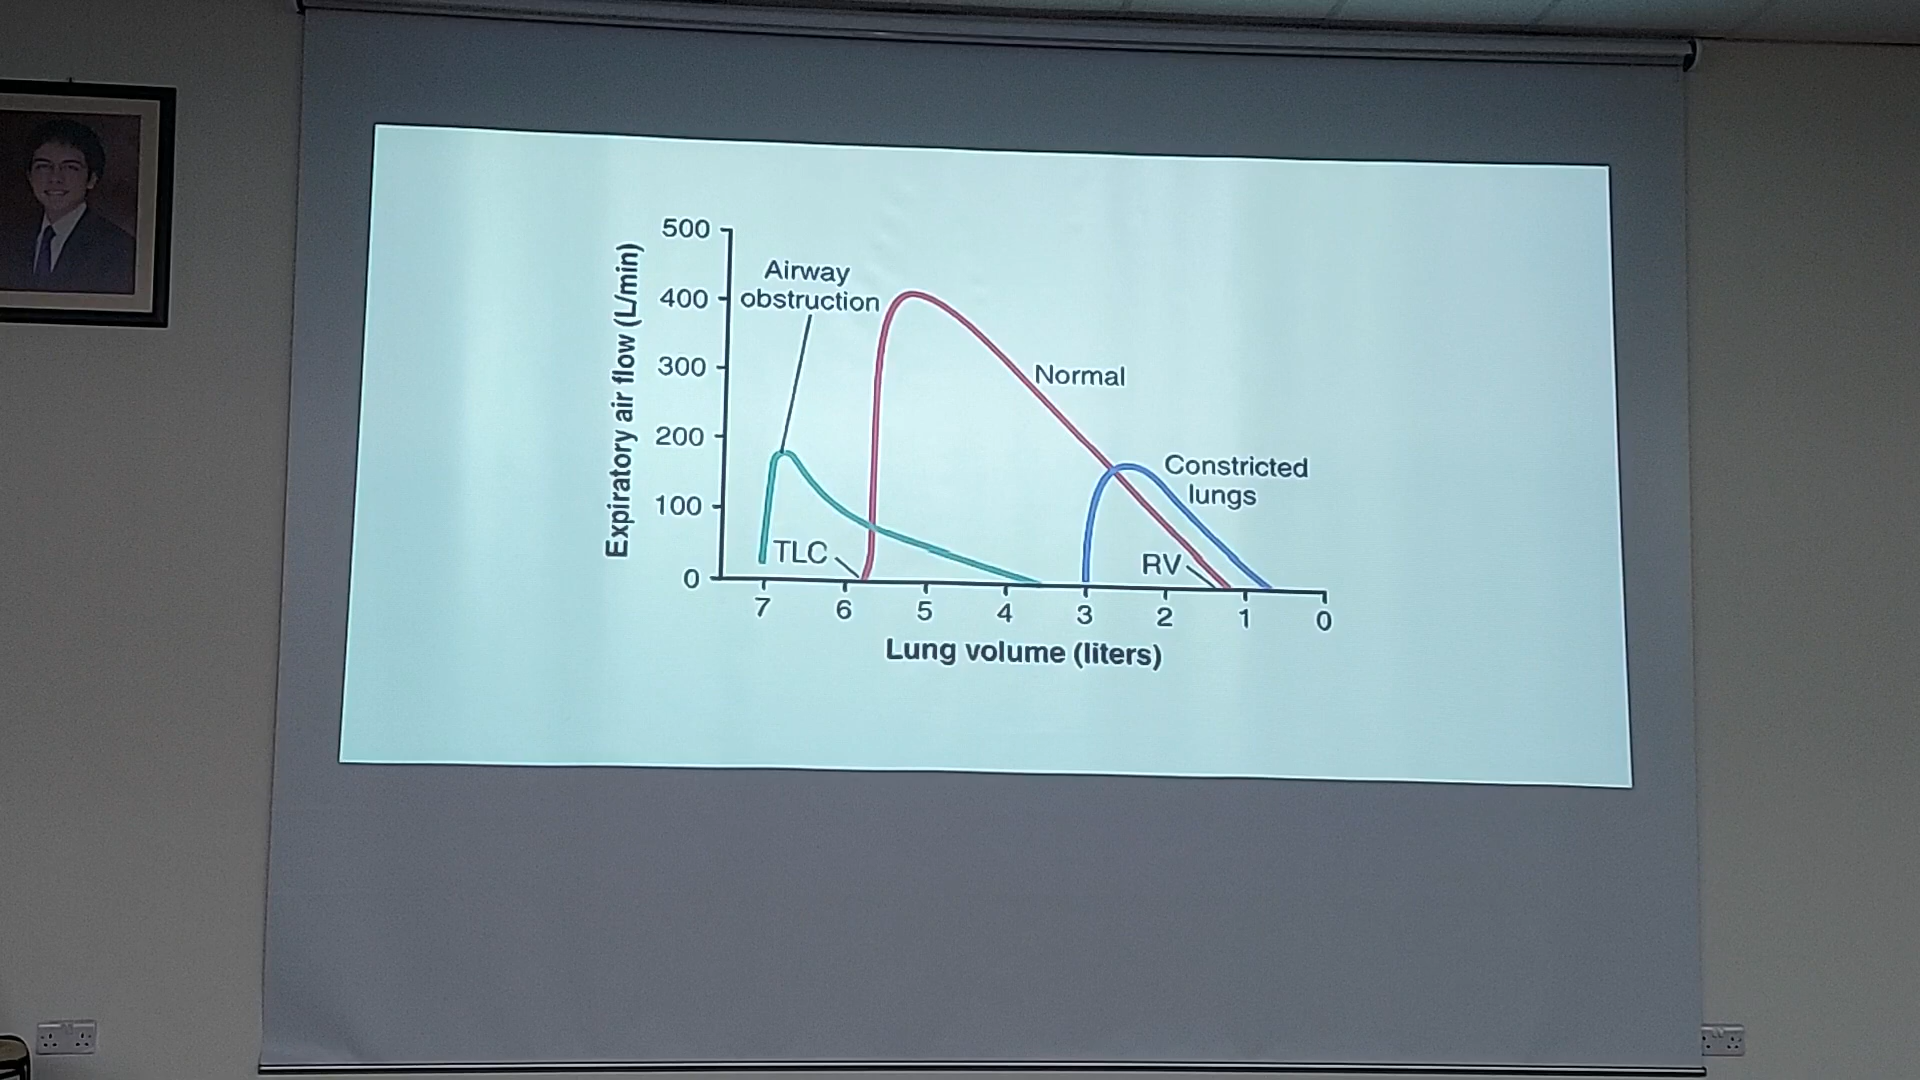 500
400
300
200
100
0
Expiratory air flow (L/min)
Airway
obstruction
Normal
Constricted
lungs
TLC
RV
7 6 5 4 3 2 1 0
Lung volume (liters)